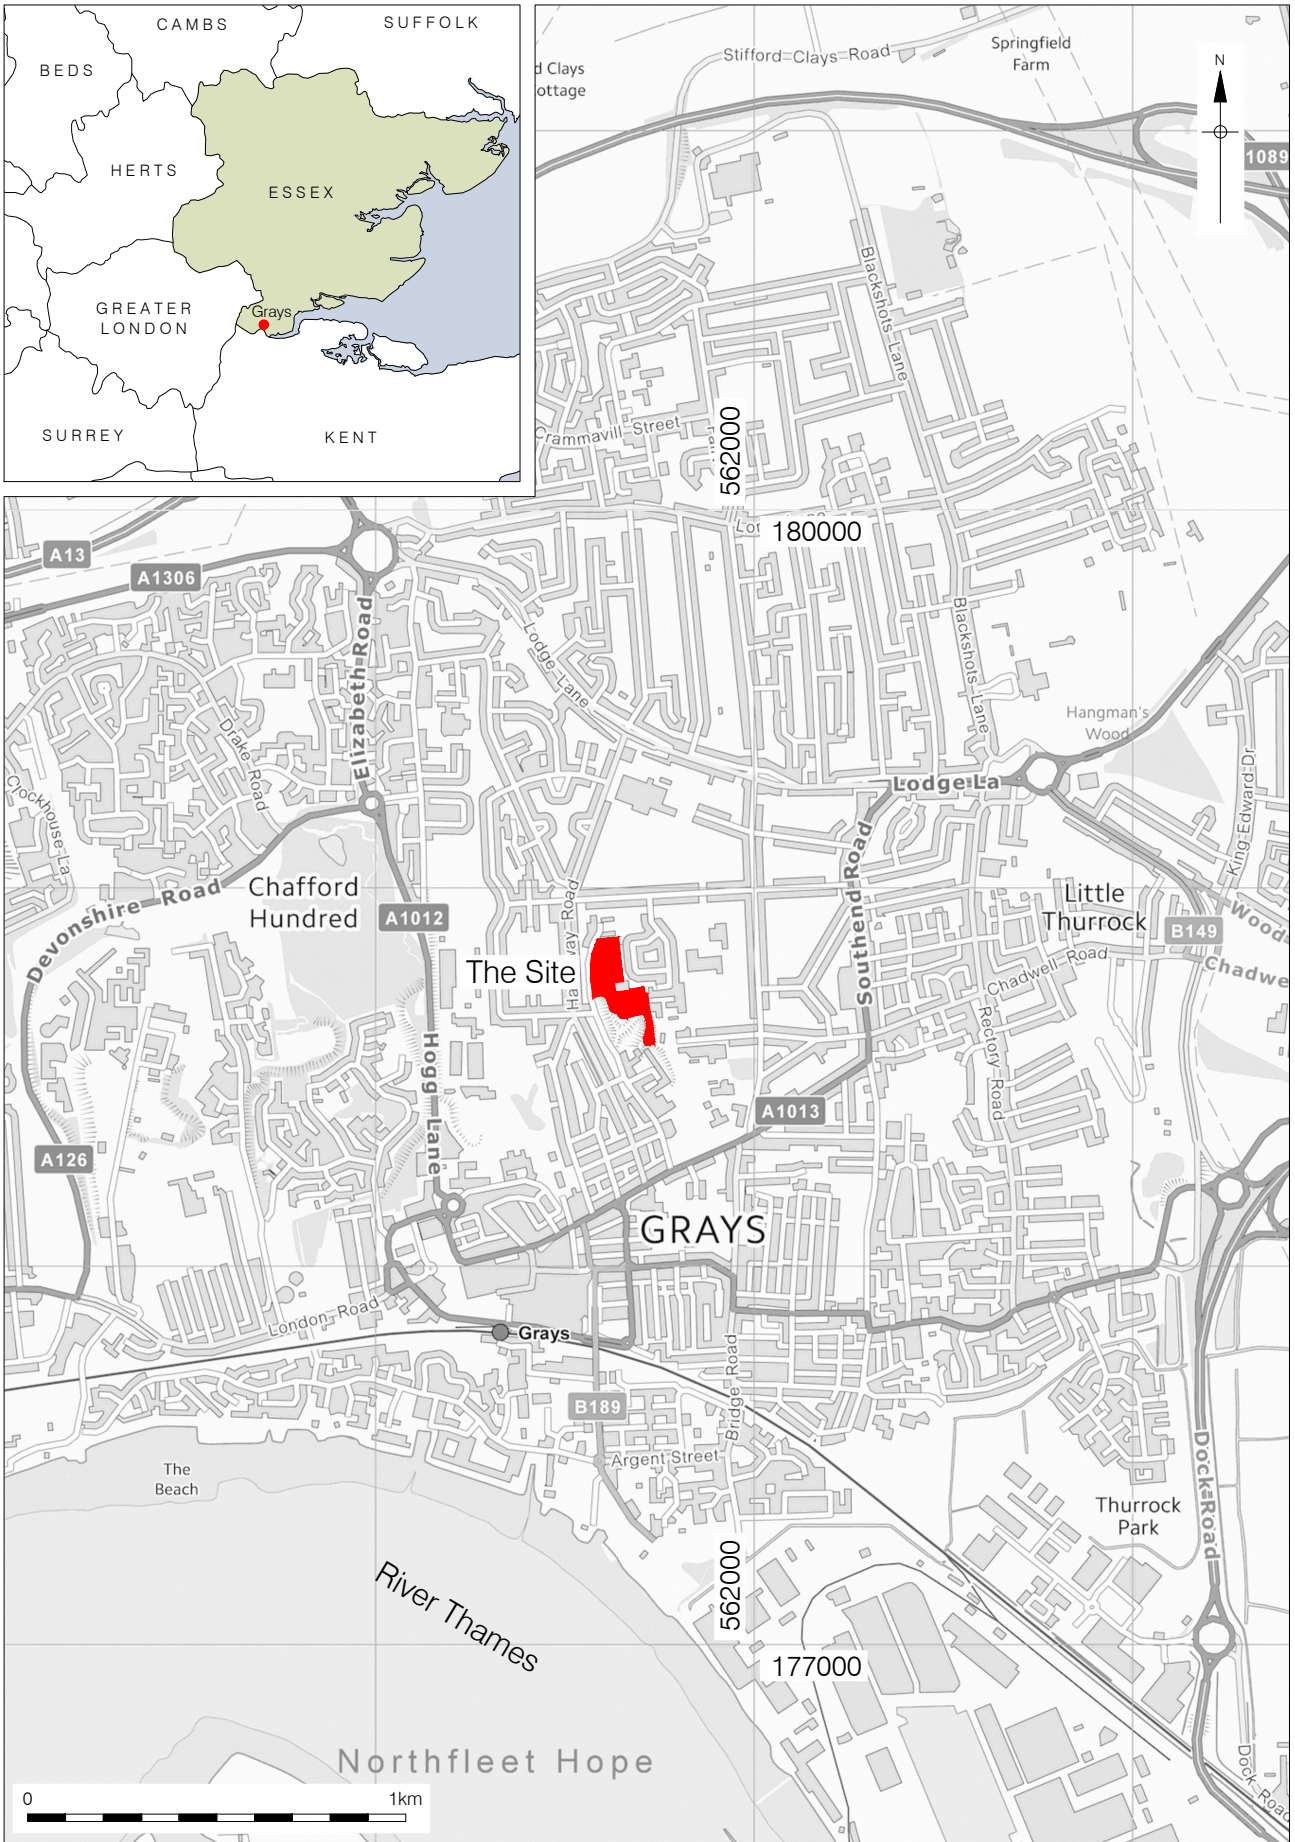 CAMBS
SUFFOLK
BEDS
HERTS
ESSEX
GREATER
LONDON
Grays
SURREY
KENT
Stifford Clays Road
Springfield
Farm
d Clays
ottage
N
1089
Blackshots Lane
Crammavill Street
562000
180000
A13
A1306
Elizabeth Road
Lodge Lane
Blackshots Lane
Hangman's
Wood
Drake Road
Clockhouse La
Lodge La
King Edward Dr
Southend Road
Devonshire Road
Chafford
Hundred
A1012
Little
Thurrock
B149
Woods
Chadwe
Chadwell Road
The Site
Hogg Lane
Rectory Road
A1013
A126
GRAYS
London Road
Grays
B189
Bridge Road
Argent Street
The
Beach
Thurrock
Park
Dock Road
River Thames
562000
177000
Northfleet Hope
Dock Road
0
1km